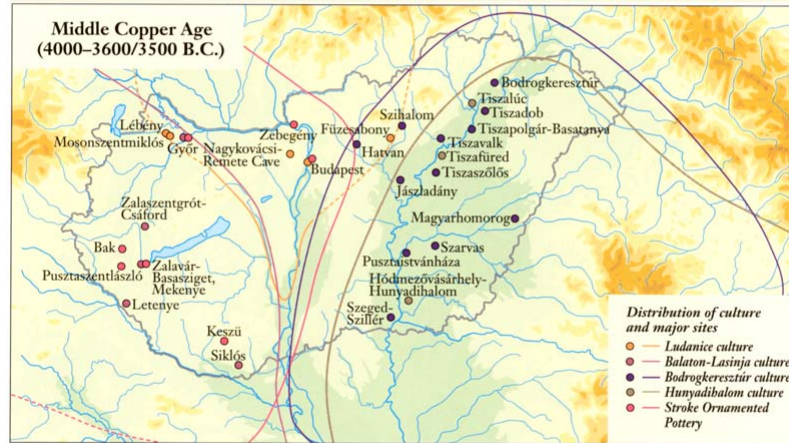 Middle Copper Age
(4000–3600/3500 B.C.)
Bodrogkeresztúr
Tiszalúc
Tiszadob
Szihalom
Lébény
Zebegény
Füzesabony
Tiszapolgár-Basatanya
Mosonszentmiklós
Győr
Nagykovácsi-
Remete Cave
Hatvan
Tiszavalk
Tiszafüred
Budapest
Tiszaszőlős
Jászladány
Zalaszentgrót-
Csáford
Magyarhomorog
Bak
Szarvas
Pusztaistvánháza
Pusztaszentlászló
Zalavár-
Basasziget,
Mekenye
Hódmezővásárhely-
Hunyadihalom
Letenye
Szeged-
Szillér
Keszü
Siklós
Distribution of culture
and major sites
Ludanice culture
Balaton-Lasinja culture
Bodrogkeresztúr culture
Hunyadihalom culture
Stroke Ornamented
Pottery